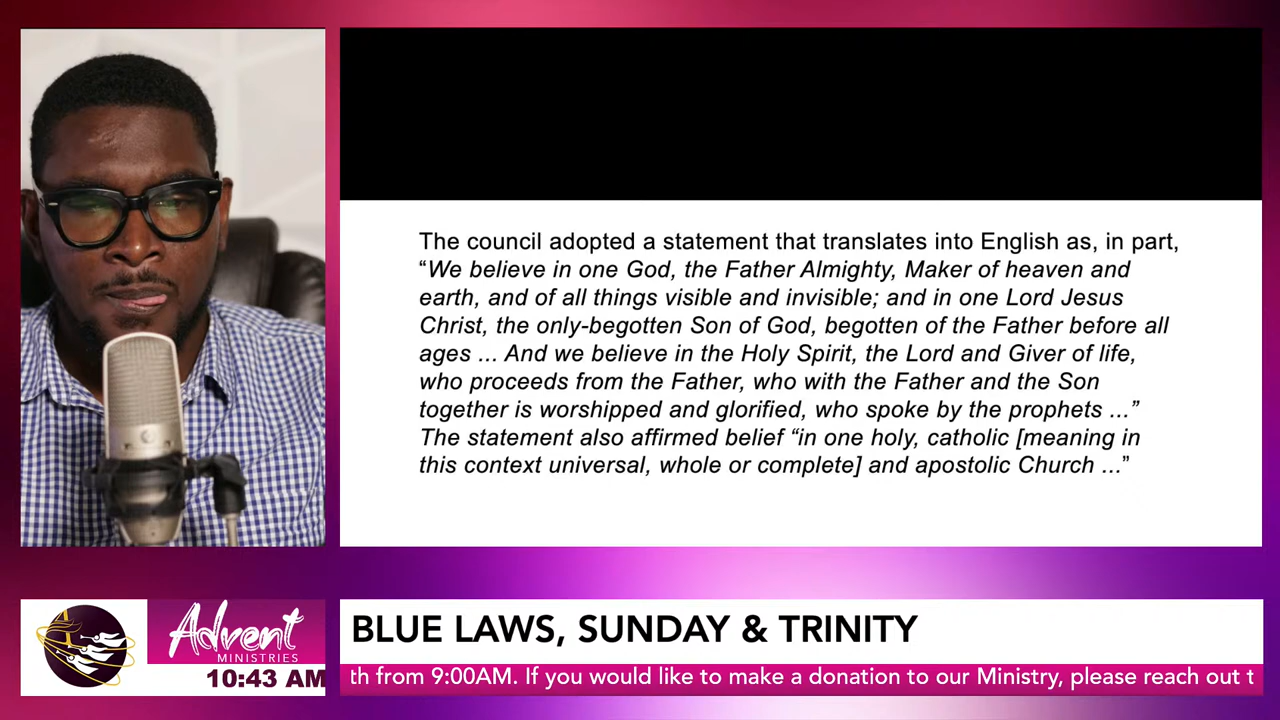 The council adopted a statement that translates into English as, in part,
“We believe in one God, the Father Almighty, Maker of heaven and
earth, and of all things visible and invisible; and in one Lord Jesus
Christ, the only-begotten Son of God, begotten of the Father before all
ages ... And we believe in the Holy Spirit, the Lord and Giver of life,
who proceeds from the Father, who with the Father and the Son
together is worshipped and glorified, who spoke by the prophets ...”
The statement also affirmed belief “in one holy, catholic [meaning in
this context universal, whole or complete] and apostolic Church ...”
Advent
MINISTRIES
10:43 AM
BLUE LAWS, SUNDAY & TRINITY
th from 9:00AM. If you would like to make a donation to our Ministry, please reach out t